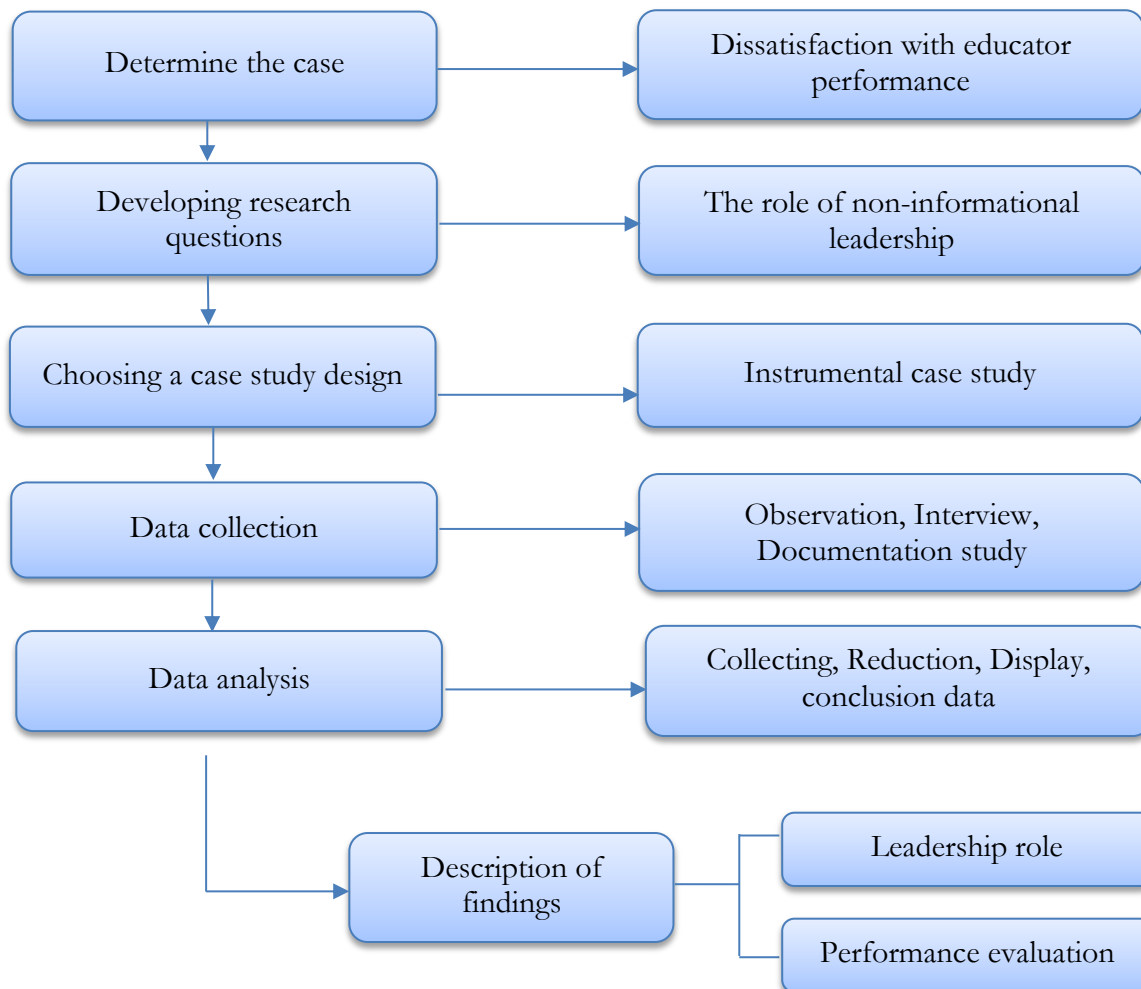 Determine the case
Dissatisfaction with educator
performance
Developing research
questions
The role of non-informational
leadership
Choosing a case study design
Instrumental case study
Data collection
Observation, Interview,
Documentation study
Data analysis
Collecting, Reduction, Display,
conclusion data
Description of
findings
Leadership role
Performance evaluation